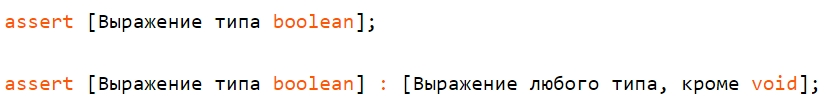 assert [Выражение типа boolean];
assert [Выражение типа boolean] : [Выражение любого типа, кроме void];